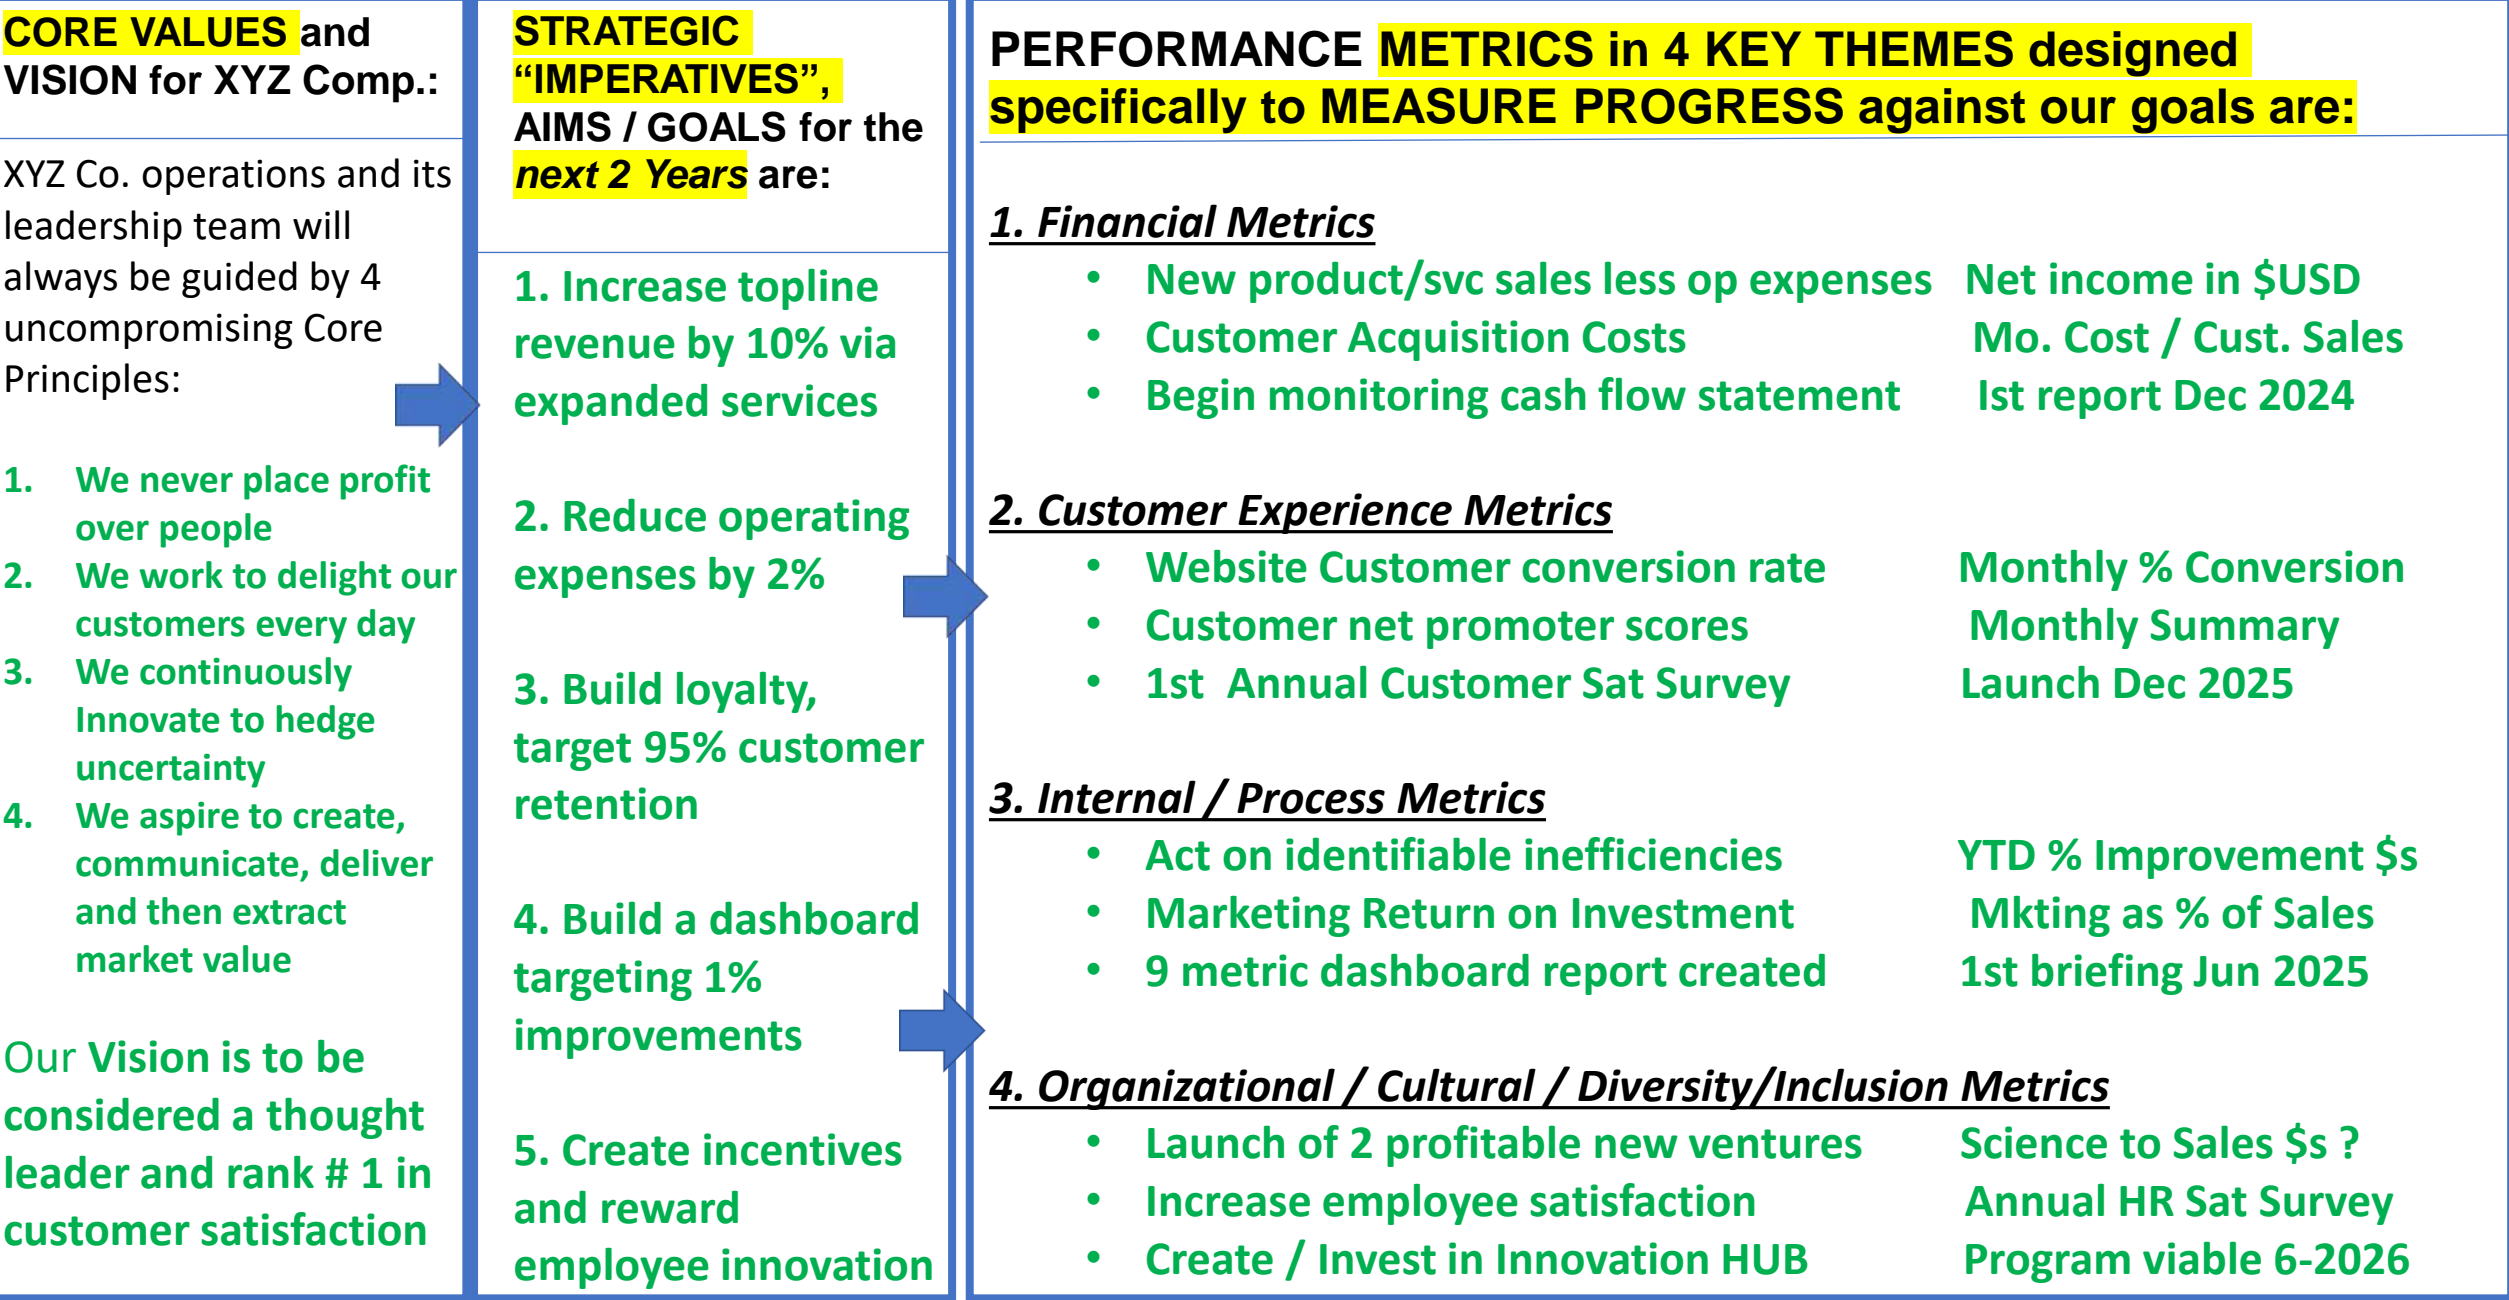 CORE VALUES and
VISION for XYZ Comp.:
XYZ Co. operations and its
leadership team will
always be guided by 4
uncompromising Core
Principles:
1. We never place profit
over people
2. We work to delight our
customers every day
3. We continuously
Innovate to hedge
uncertainty
4. We aspire to create,
communicate, deliver
and then extract
market value
Our Vision is to be
considered a thought
leader and rank # 1 in
customer satisfaction
STRATEGIC
“IMPERATIVES”,
AIMS / GOALS for the
next 2 Years are:
1. Increase topline
revenue by 10% via
expanded services
2. Reduce operating
expenses by 2%
3. Build loyalty,
target 95% customer
retention
4. Build a dashboard
targeting 1%
improvements
5. Create incentives
and reward
employee innovation
PERFORMANCE METRICS in 4 KEY THEMES designed
specifically to MEASURE PROGRESS against our goals are:
1. Financial Metrics
• New product/svc sales less op expenses Net income in $USD
• Customer Acquisition Costs Mo. Cost / Cust. Sales
• Begin monitoring cash flow statement Ist report Dec 2024
2. Customer Experience Metrics
• Website Customer conversion rate Monthly % Conversion
• Customer net promoter scores Monthly Summary
• 1st Annual Customer Sat Survey Launch Dec 2025
3. Internal / Process Metrics
• Act on identifiable inefficiencies YTD % Improvement $s
• Marketing Return on Investment Mkting as % of Sales
• 9 metric dashboard report created 1st briefing Jun 2025
4. Organizational / Cultural / Diversity/Inclusion Metrics
• Launch of 2 profitable new ventures Science to Sales $s ?
• Increase employee satisfaction Annual HR Sat Survey
• Create / Invest in Innovation HUB Program viable 6-2026